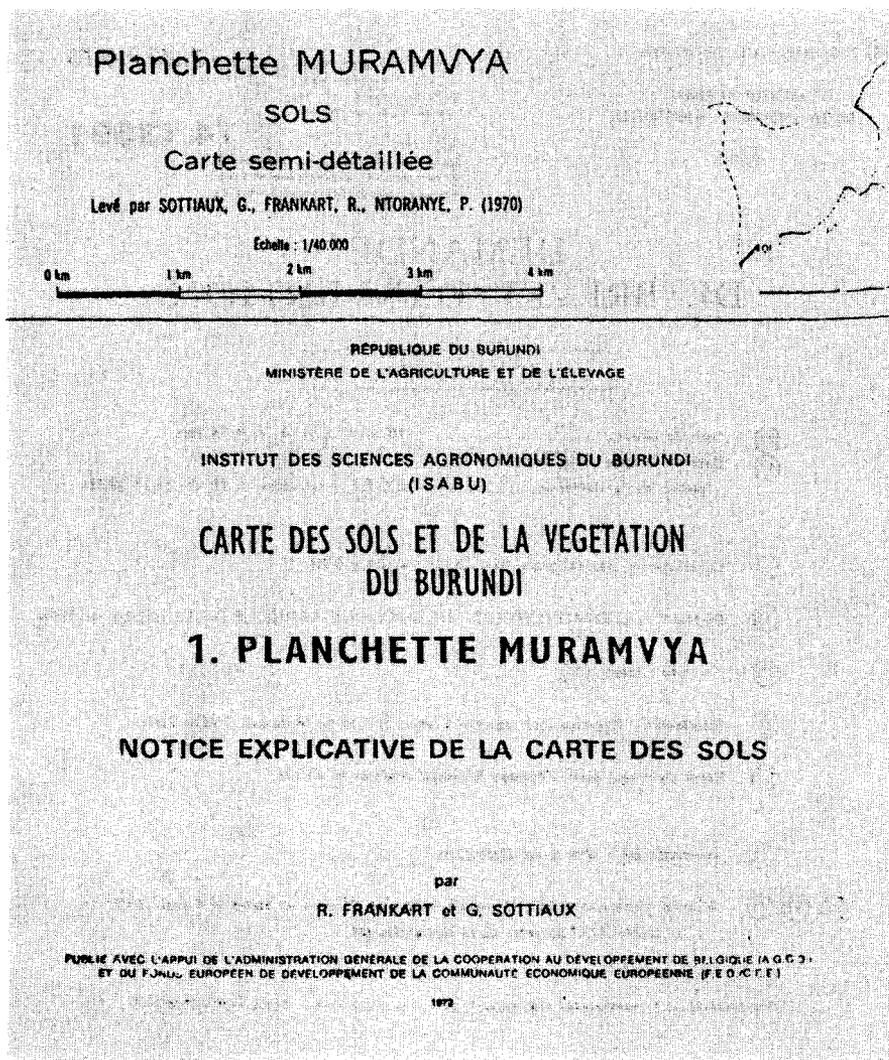 Planchette MURAMVYA
SOLS
Carte semi-détaillée
Levé par SOTTIAUX, G., FRANKART, R., NTORANYE, P. (1970)
Echelle : 1/40.000
0 km 1 km 2 km 3 km 4 km
RÉPUBLIQUE DU BURUNDI
MINISTÈRE DE L'AGRICULTURE ET DE L'ÉLEVAGE
INSTITUT DES SCIENCES AGRONOMIQUES DU BURUNDI
(ISABU)
CARTE DES SOLS ET DE LA VEGETATION
DU BURUNDI
1. PLANCHETTE MURAMVYA
NOTICE EXPLICATIVE DE LA CARTE DES SOLS
par
R. FRANKART et G. SOTTIAUX
PUBLIÉ AVEC L'APPUI DE L'ADMINISTRATION GÉNÉRALE DE LA COOPERATION AU DÉVELOPPEMENT DE BELGIQUE
ET DU FONDS EUROPÉEN DE DÉVELOPPEMENT DE LA COMMUNAUTÉ ÉCONOMIQUE EUROPÉENNE